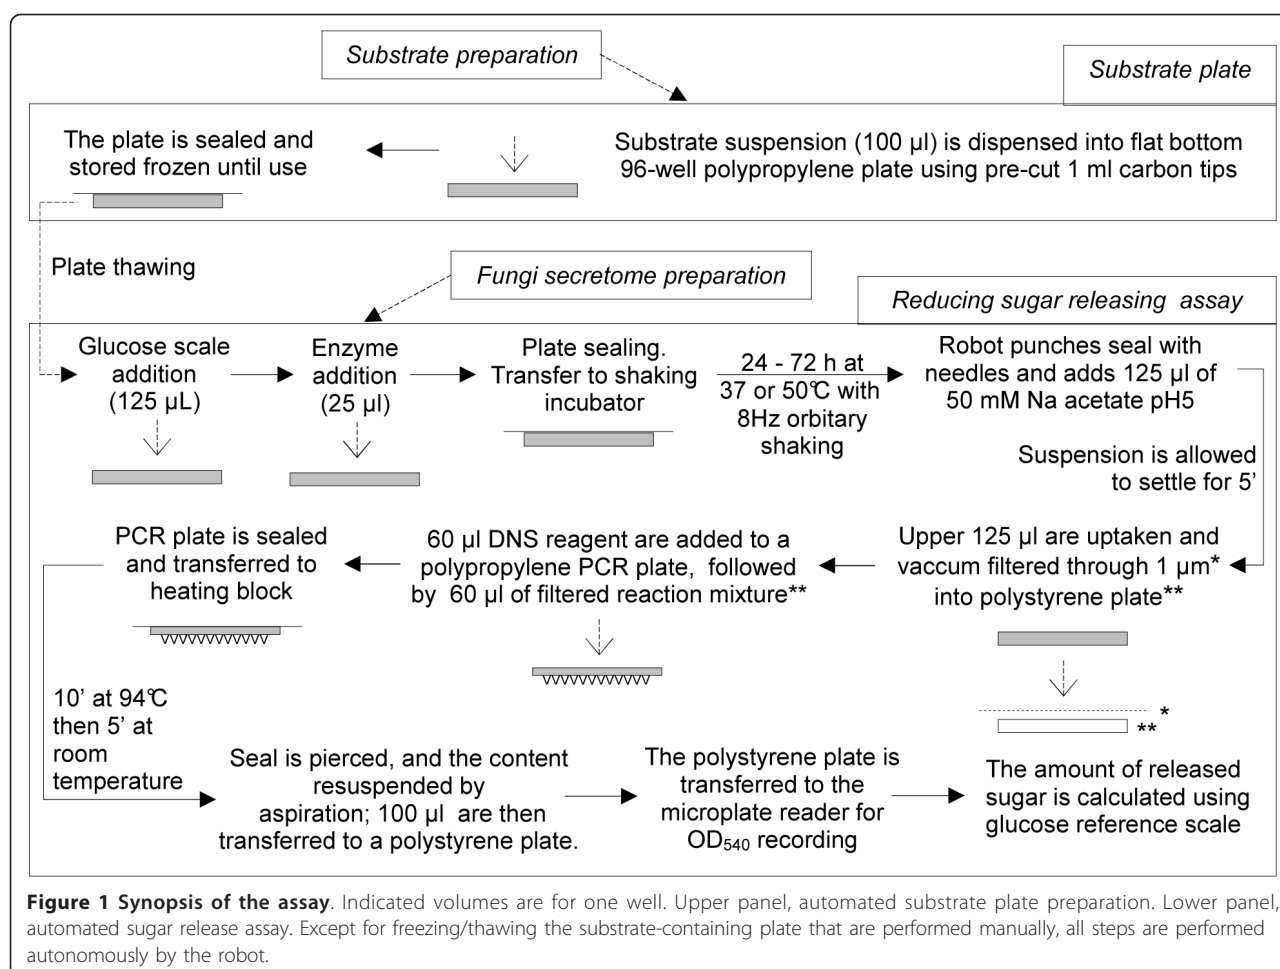 Substrate preparation
Substrate plate
The plate is sealed and
stored frozen until use
Substrate suspension (100 µl) is dispensed into flat bottom
96-well polypropylene plate using pre-cut 1 ml carbon tips
Plate thawing
Fungi secretome preparation
Reducing sugar releasing assay
Glucose scale
addition
(125 µL)
Enzyme
addition
(25 µl)
Plate sealing.
Transfer to shaking
incubator
24 - 72 h at
37 or 50°C with
8Hz orbitary
shaking
Robot punches seal with
needles and adds 125 µl of
50 mM Na acetate pH5
Suspension is allowed
to settle for 5’
Upper 125 µl are uptaken and
vaccum filtered through 1 µm*
into polystyrene plate**
*
**
60 µl DNS reagent are added to a
polypropylene PCR plate, followed
by 60 µl of filtered reaction mixture**
PCR plate is sealed
and transferred to
heating block
10’ at 94°C
then 5’ at
room
temperature
Seal is pierced, and the content
resuspended by
aspiration; 100 µl are then
transferred to a polystyrene plate.
The polystyrene plate is
transferred to the
microplate reader for
OD540 recording
The amount of released
sugar is calculated using
glucose reference scale
Figure 1 Synopsis of the assay. Indicated volumes are for one well. Upper panel, automated substrate plate preparation. Lower panel,
automated sugar release assay. Except for freezing/thawing the substrate-containing plate that are performed manually, all steps are performed
autonomously by the robot.